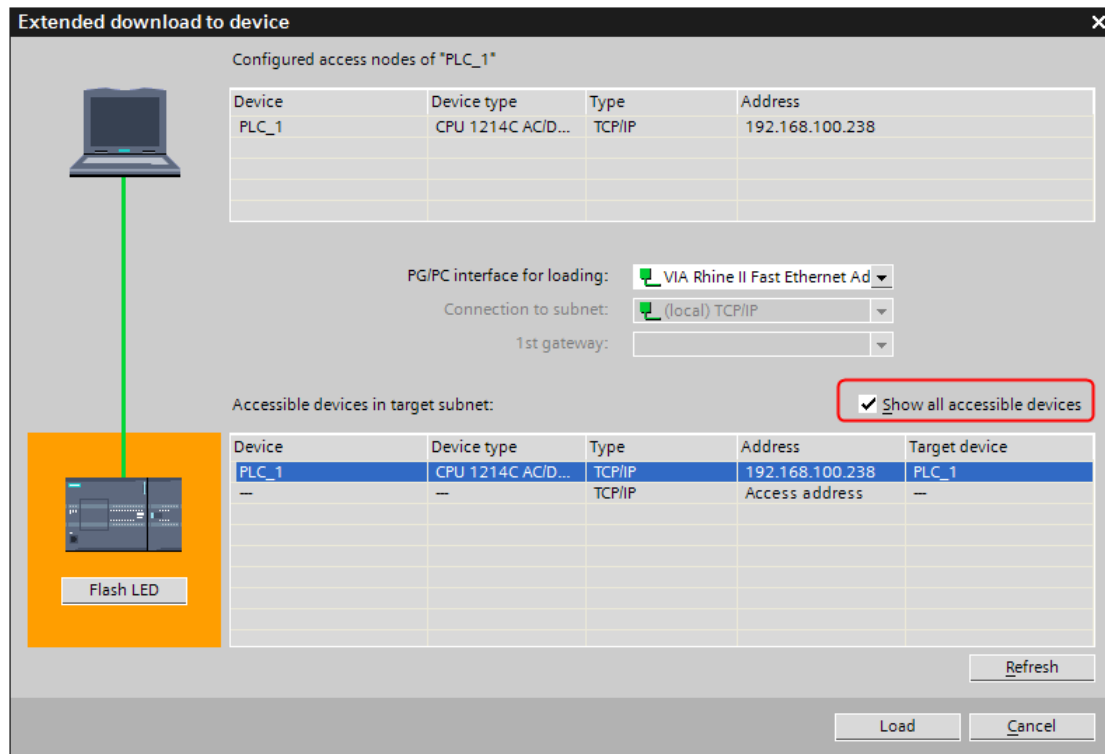 Extended download to device
Configured access nodes of "PLC_1"
Device Device type Type Address
PLC_1 CPU 1214C AC/D... TCP/IP 192.168.100.238
PG/PC interface for loading: VIA Rhine II Fast Ethernet Ad
Connection to subnet: (local) TCP/IP
1st gateway:
Accessible devices in target subnet: Show all accessible devices
Device Device type Type Address Target device
PLC_1 CPU 1214C AC/D... TCP/IP 192.168.100.238 PLC_1
— — TCP/IP Access address —
Flash LED
Refresh
Load Cancel